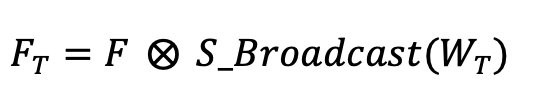 F_T = F ⊗ S_Broadcast(W_T)